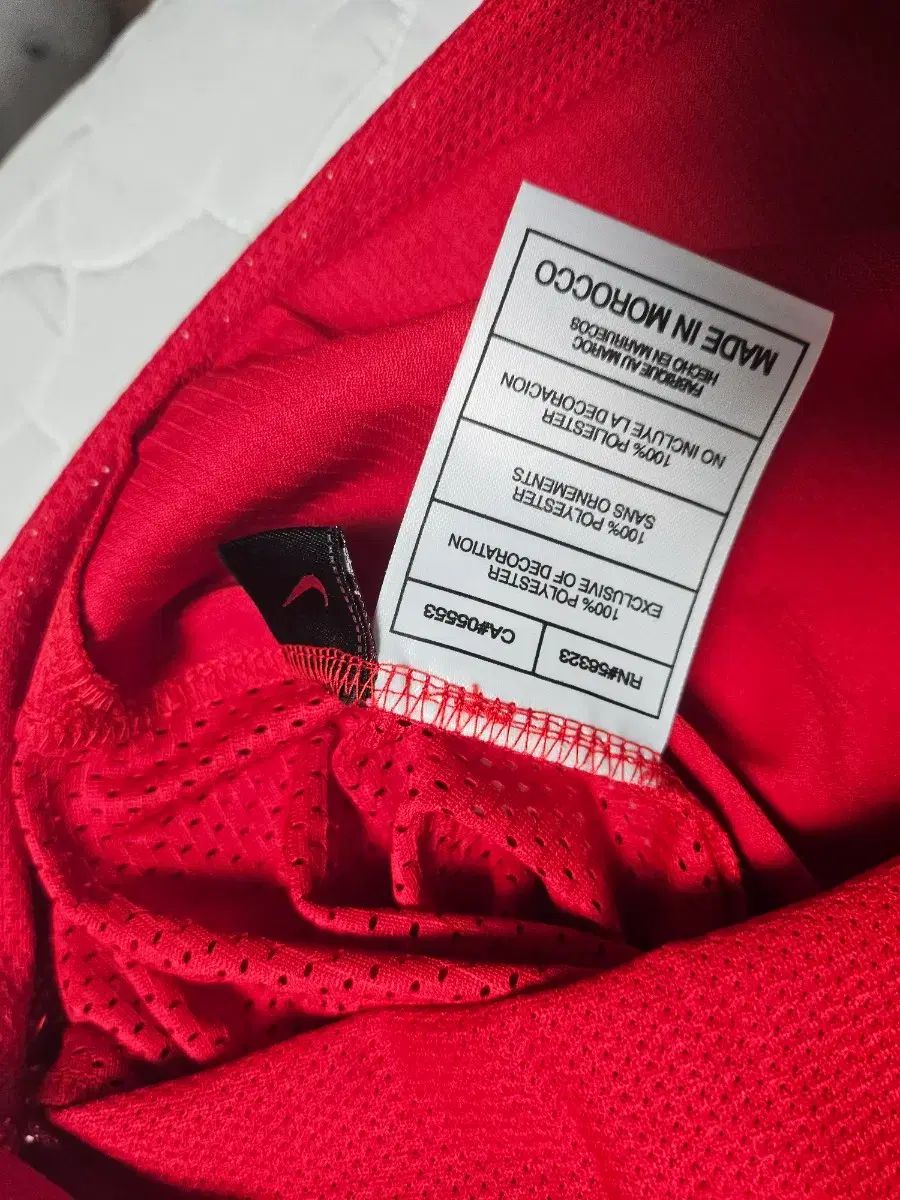 RN#56323
CA#05553
100% POLYESTER
EXCLUSIVE OF DECORATION
100% POLYESTER
SANS ORNEMENTS
100% POLIESTER
NO INCLUYE LA DECORACION
FABRIQUE AU MAROC
HECHO EN MARRUECOS
MADE IN MOROCCO